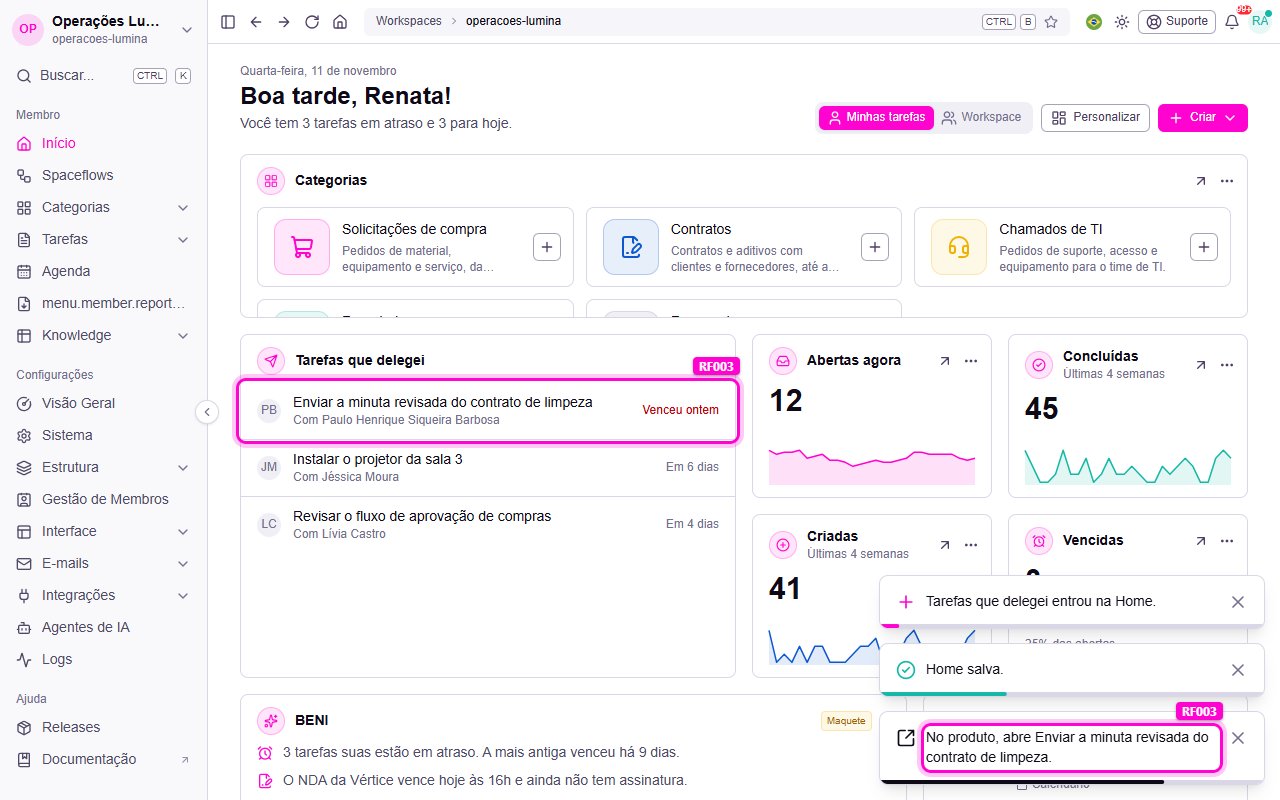 OP
Operações Lu...
operacoes-lumina
Buscar...
CTRL
K
Membro
Início
Spaceflows
Categorias
Tarefas
Agenda
menu.member.report...
Knowledge
Configurações
Visão Geral
Sistema
Estrutura
Gestão de Membros
Interface
E-mails
Integrações
Agentes de IA
Logs
Ajuda
Releases
Documentação
Workspaces
operacoes-lumina
CTRL
B
Suporte
99+
RA
Quarta-feira, 11 de novembro
Boa tarde, Renata!
Você tem 3 tarefas em atraso e 3 para hoje.
Minhas tarefas
Workspace
Personalizar
Criar
Categorias
Solicitações de compra
Pedidos de material,
equipamento e serviço, da...
Contratos
Contratos e aditivos com
clientes e fornecedores, até a...
Chamados de TI
Pedidos de suporte, acesso e
equipamento para o time de TI.
Tarefas que delegei
RF003
PB
Enviar a minuta revisada do contrato de limpeza
Com Paulo Henrique Siqueira Barbosa
Venceu ontem
JM
Instalar o projetor da sala 3
Com Jéssica Moura
Em 6 dias
LC
Revisar o fluxo de aprovação de compras
Com Lívia Castro
Em 4 dias
Abertas agora
12
Concluídas
Últimas 4 semanas
45
Criadas
Últimas 4 semanas
41
Vencidas
Tarefas que delegei entrou na Home.
Home salva.
RF003
No produto, abre Enviar a minuta revisada do
contrato de limpeza.
BENI
Maquete
3 tarefas suas estão em atraso. A mais antiga venceu há 9 dias.
O NDA da Vértice vence hoje às 16h e ainda não tem assinatura.
Calendário